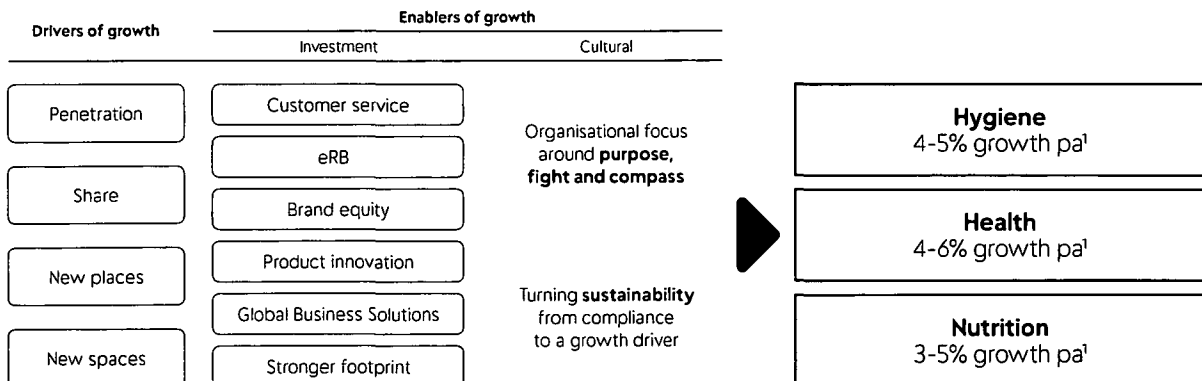 Drivers of growth
Enablers of growth
Investment
Cultural
Penetration
Share
New places
New spaces
Customer service
eRB
Brand equity
Product innovation
Global Business Solutions
Stronger footprint
Organisational focus
around purpose,
fight and compass
Turning sustainability
from compliance
to a growth driver
Hygiene
4-5% growth pa¹
Health
4-6% growth pa¹
Nutrition
3-5% growth pa¹